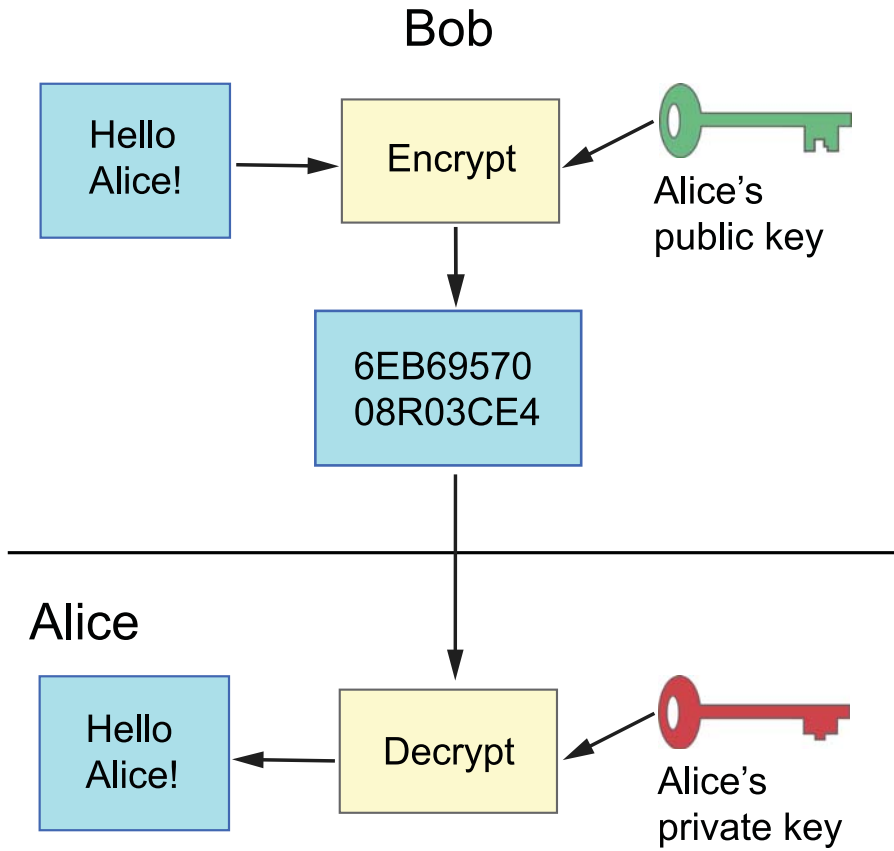 Bob
Hello
Alice!
Encrypt
Alice’s
public key
6EB69570
08R03CE4
Alice
Hello
Alice!
Decrypt
Alice’s
private key